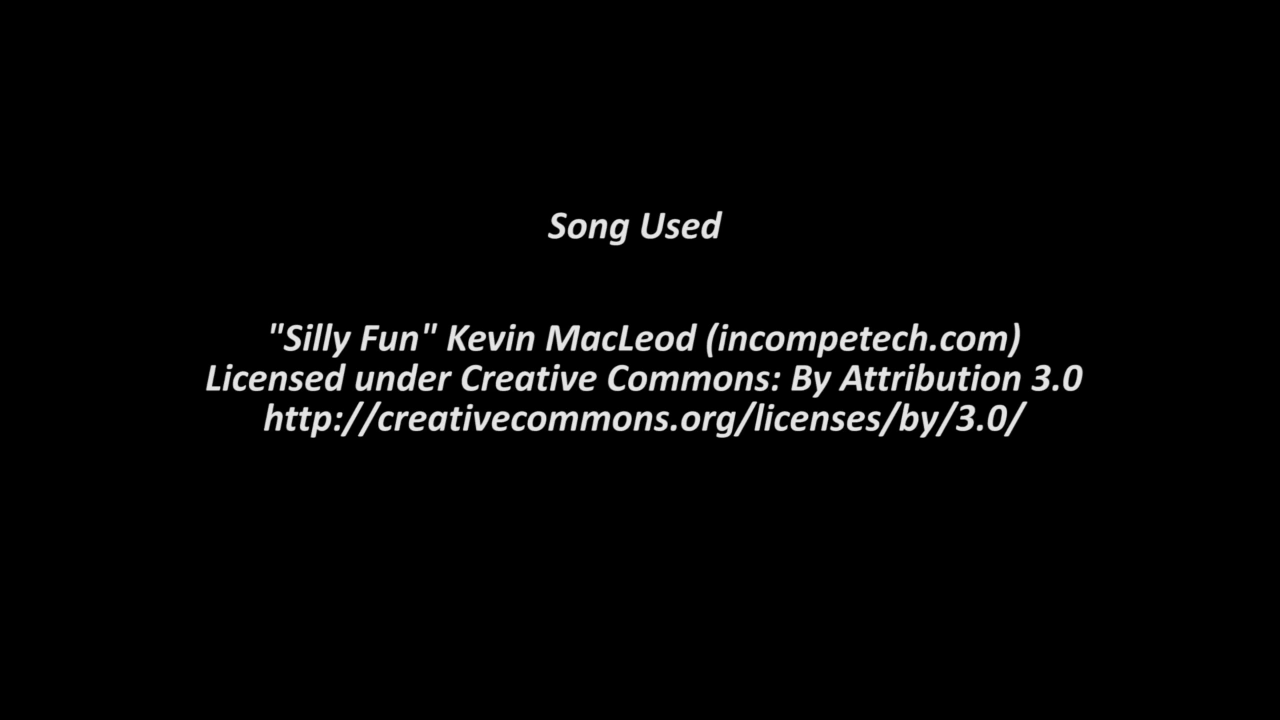 Song Used
"Silly Fun" Kevin MacLeod (incompetech.com)
Licensed under Creative Commons: By Attribution 3.0
http://creativecommons.org/licenses/by/3.0/